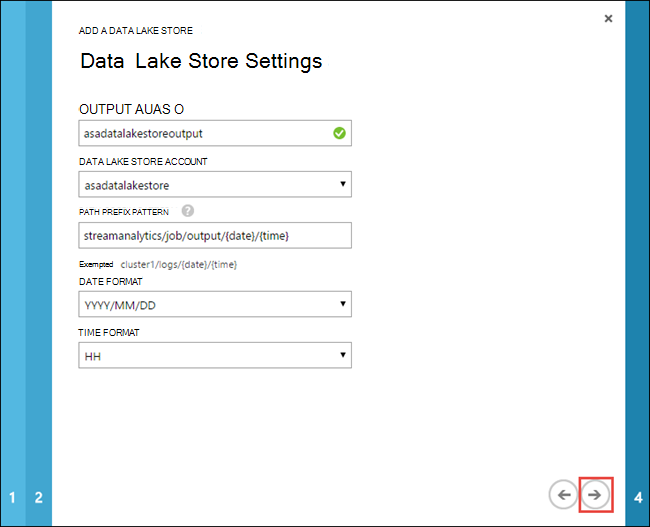 ADD A DATA LAKE STORE
Data Lake Store Settings
OUTPUT AUAS O
asadatalakestoreoutput
DATA LAKE STORE ACCOUNT
asadatalakestore
PATH PREFIX PATTERN ?
streamanalytics/job/output/{date}/{time}
Exempted cluster1/logs/{date}/{time}
DATE FORMAT
YYYY/MM/DD
TIME FORMAT
HH
1 2 4